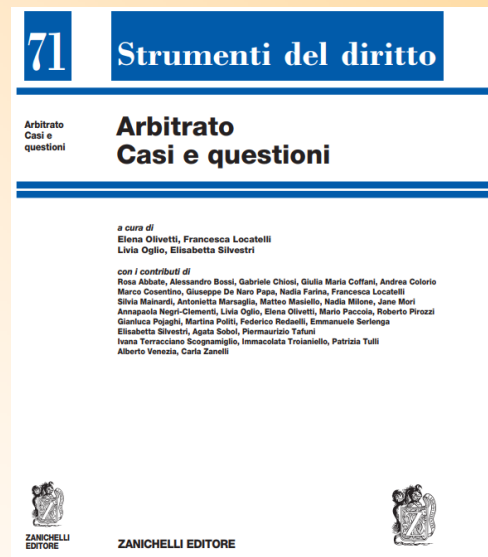 71
Strumenti del diritto
Arbitrato
Casi e
questioni
Arbitrato
Casi e questioni
a cura di
Elena Olivetti, Francesca Locatelli
Livia Oglio, Elisabetta Silvestri
con i contributi di
Rosa Abbate, Alessandro Bossi, Gabriele Chiosi, Giulia Maria Coffani, Andrea Colorio
Marco Cosentino, Giuseppe De Naro Papa, Nadia Farina, Francesca Locatelli
Silvia Mainardi, Antonietta Marsaglia, Matteo Masiello, Nadia Milone, Jane Mori
Annapaola Negri-Clementi, Livia Oglio, Elena Olivetti, Mario Paccoia, Roberto Pirozzi
Gianluca Pojaghi, Martina Politi, Federico Redaelli, Emmanuele Serlenga
Elisabetta Silvestri, Agata Sobol, Piermaurizio Tafuni
Ivana Terracciano Scognamiglio, Immacolata Troianiello, Patrizia Tulli
Alberto Venezia, Carla Zanelli
ZANICHELLI
EDITORE
ZANICHELLI EDITORE